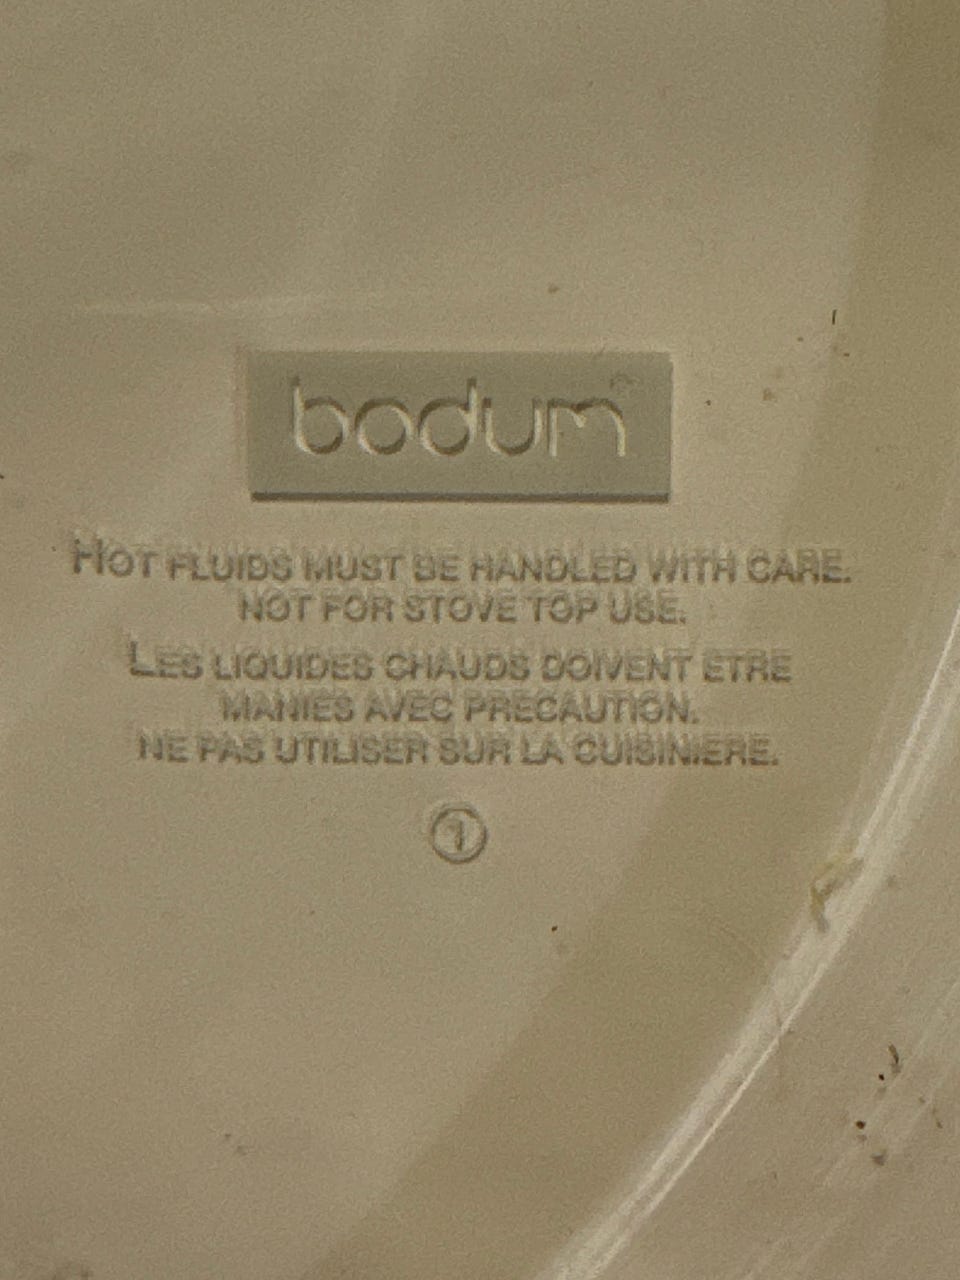 bodum®
HOT FLUIDS MUST BE HANDLED WITH CARE.
NOT FOR STOVE TOP USE.
LES LIQUIDES CHAUDS DOIVENT ETRE
MANIES AVEC PRECAUTION.
NE PAS UTILISER SUR LA CUISINIERE.
1